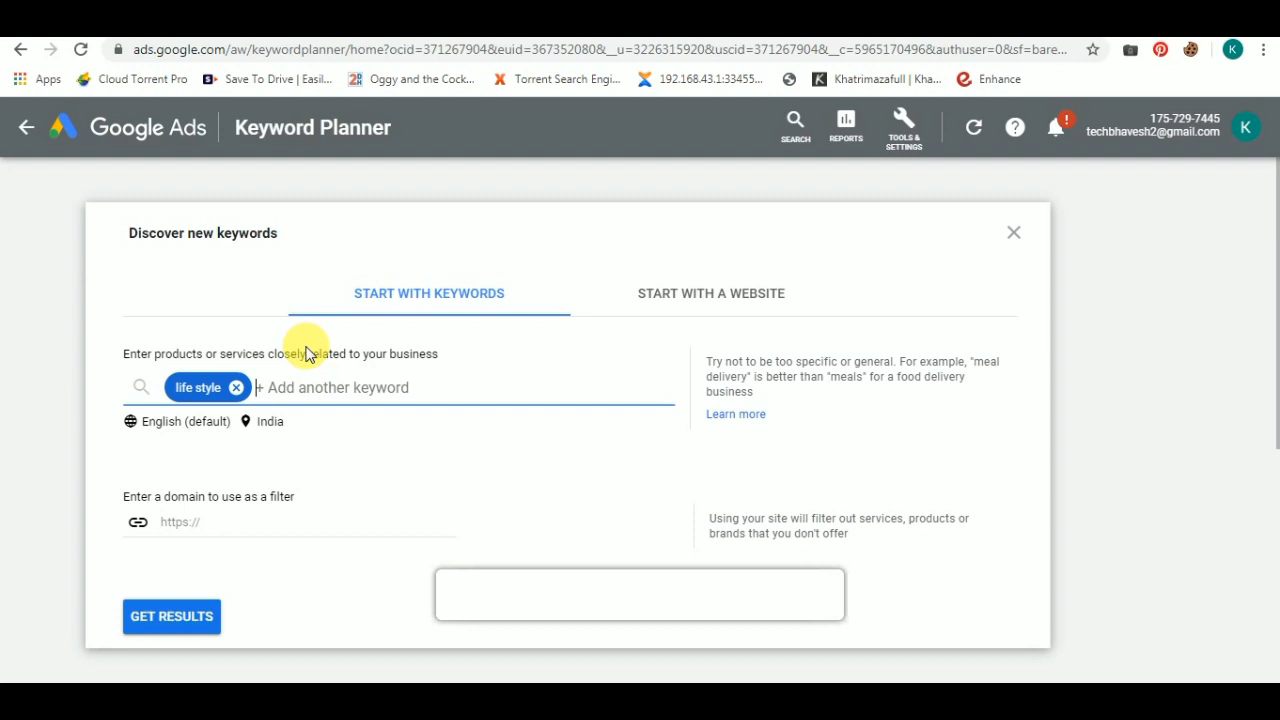 ads.google.com/aw/keywordplanner/home?ocid=371267904&euid=367352080&__u=3226315920&uscid=371267904&__c=5965170496&authuser=0&sf=bare...
K
Apps
Cloud Torrent Pro
S
Save To Drive | Easil...
Oggy and the Cock...
X
Torrent Search Engi...
192.168.43.133455...
K
Khatrimazafull | Kha...
Enhance
Google Ads
Keyword Planner
SEARCH
REPORTS
TOOLS & SETTINGS
!
175-729-7445
techbhavesh2@gmail.com
K
Discover new keywords
START WITH KEYWORDS
START WITH A WEBSITE
Enter products or services closely related to your business
life style
+ Add another keyword
English (default)
India
Try not to be too specific or general. For example, "meal
delivery" is better than "meals" for a food delivery
business
Learn more
Enter a domain to use as a filter
https://
Using your site will filter out services, products or
brands that you don't offer
GET RESULTS